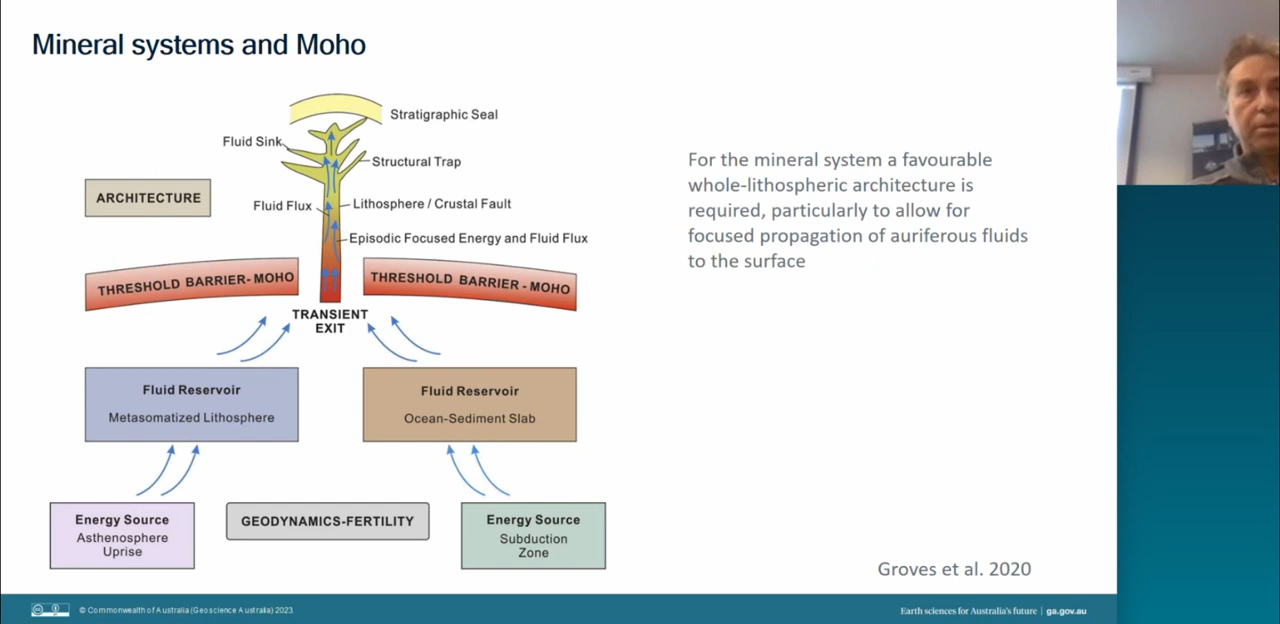 Mineral systems and Moho
Stratigraphic Seal
Fluid Sink
Structural Trap
ARCHITECTURE
Fluid Flux
Lithosphere / Crustal Fault
Episodic Focused Energy and Fluid Flux
THRESHOLD BARRIER- MOHO
THRESHOLD BARRIER - MOHO
TRANSIENT
EXIT
Fluid Reservoir
Metasomatized Lithosphere
Fluid Reservoir
Ocean-Sediment Slab
Energy Source
Asthenosphere
Uprise
GEODYNAMICS-FERTILITY
Energy Source
Subduction
Zone
For the mineral system a favourable
whole-lithospheric architecture is
required, particularly to allow for
focused propagation of auriferous fluids
to the surface
Groves et al. 2020
© Commonwealth of Australia (Geoscience Australia) 2023.
Earth sciences for Australia's future | ga.gov.au